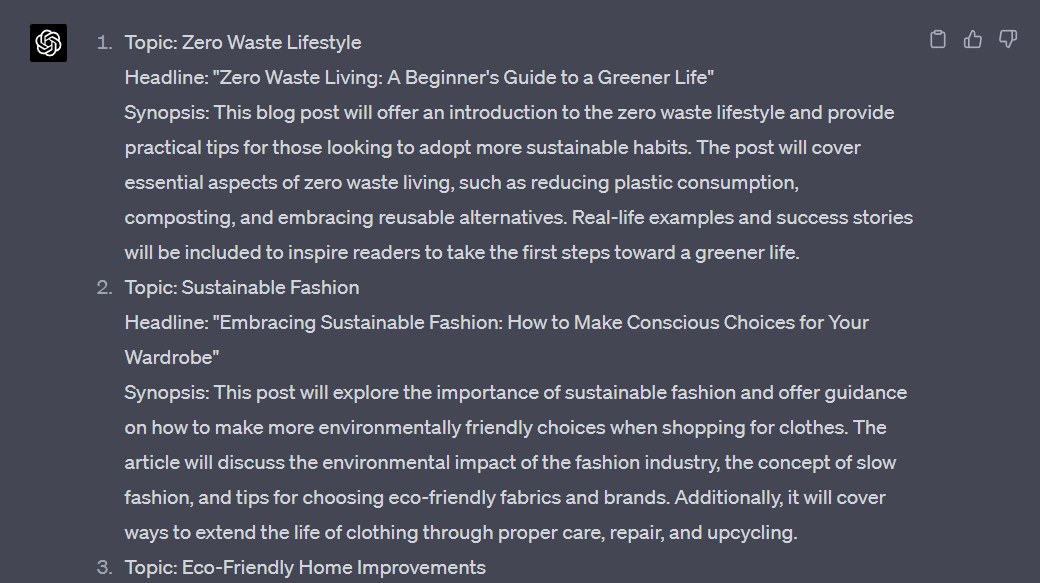 1. Topic: Zero Waste Lifestyle
Headline: "Zero Waste Living: A Beginner's Guide to a Greener Life"
Synopsis: This blog post will offer an introduction to the zero waste lifestyle and provide
practical tips for those looking to adopt more sustainable habits. The post will cover
essential aspects of zero waste living, such as reducing plastic consumption,
composting, and embracing reusable alternatives. Real-life examples and success stories
will be included to inspire readers to take the first steps toward a greener life.
2. Topic: Sustainable Fashion
Headline: "Embracing Sustainable Fashion: How to Make Conscious Choices for Your
Wardrobe"
Synopsis: This post will explore the importance of sustainable fashion and offer guidance
on how to make more environmentally friendly choices when shopping for clothes. The
article will discuss the environmental impact of the fashion industry, the concept of slow
fashion, and tips for choosing eco-friendly fabrics and brands. Additionally, it will cover
ways to extend the life of clothing through proper care, repair, and upcycling.
3. Topic: Eco-Friendly Home Improvements